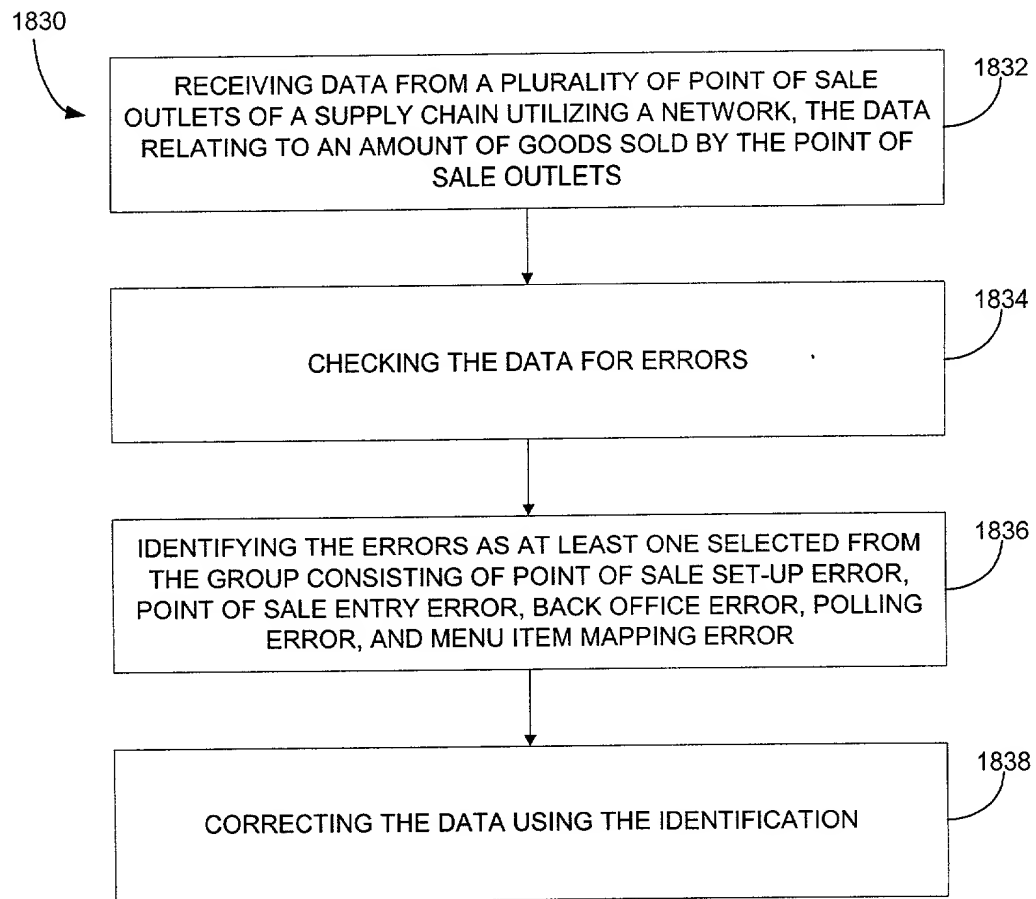 1830
RECEIVING DATA FROM A PLURALITY OF POINT OF SALE
OUTLETS OF A SUPPLY CHAIN UTILIZING A NETWORK, THE DATA
RELATING TO AN AMOUNT OF GOODS SOLD BY THE POINT OF
SALE OUTLETS
1832
CHECKING THE DATA FOR ERRORS
1834
IDENTIFYING THE ERRORS AS AT LEAST ONE SELECTED FROM
THE GROUP CONSISTING OF POINT OF SALE SET-UP ERROR,
POINT OF SALE ENTRY ERROR, BACK OFFICE ERROR, POLLING
ERROR, AND MENU ITEM MAPPING ERROR
1836
CORRECTING THE DATA USING THE IDENTIFICATION
1838